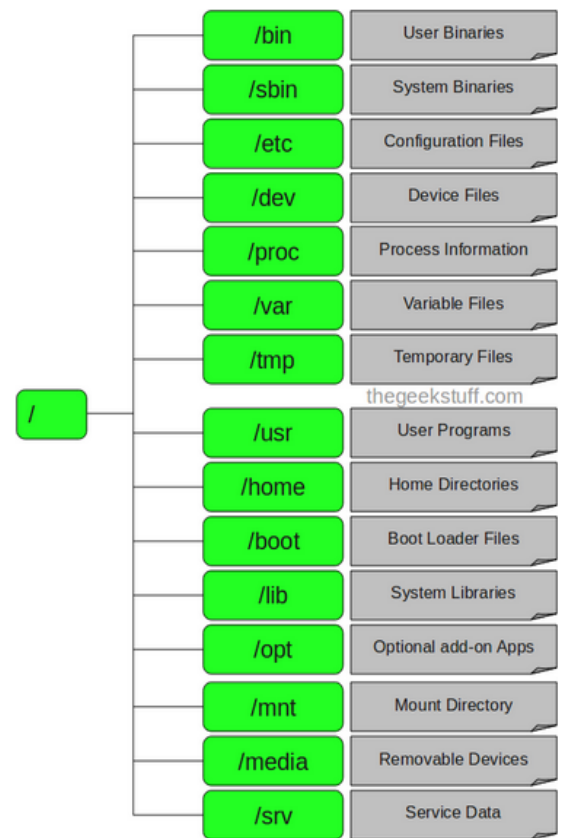 /bin User Binaries
/sbin System Binaries
/etc Configuration Files
/dev Device Files
/proc Process Information
/var Variable Files
/tmp Temporary Files
thegeekstuff.com
/
/usr User Programs
/home Home Directories
/boot Boot Loader Files
/lib System Libraries
/opt Optional add-on Apps
/mnt Mount Directory
/media Removable Devices
/srv Service Data